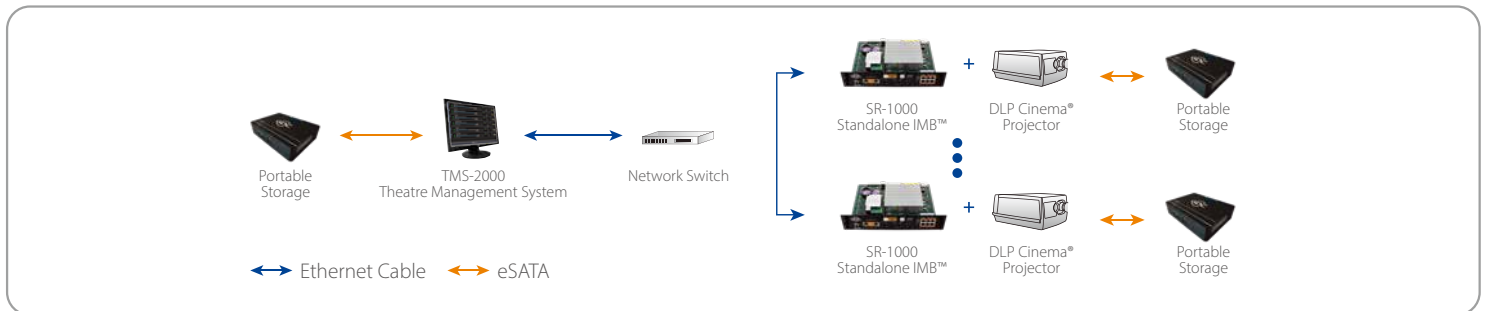 SR-1000
Standalone IMB™
+
DLP Cinema®
Projector
Portable
Storage
Portable
Storage
TMS-2000
Theatre Management System
Network Switch
SR-1000
Standalone IMB™
+
DLP Cinema®
Projector
Portable
Storage
Ethernet Cable
eSATA